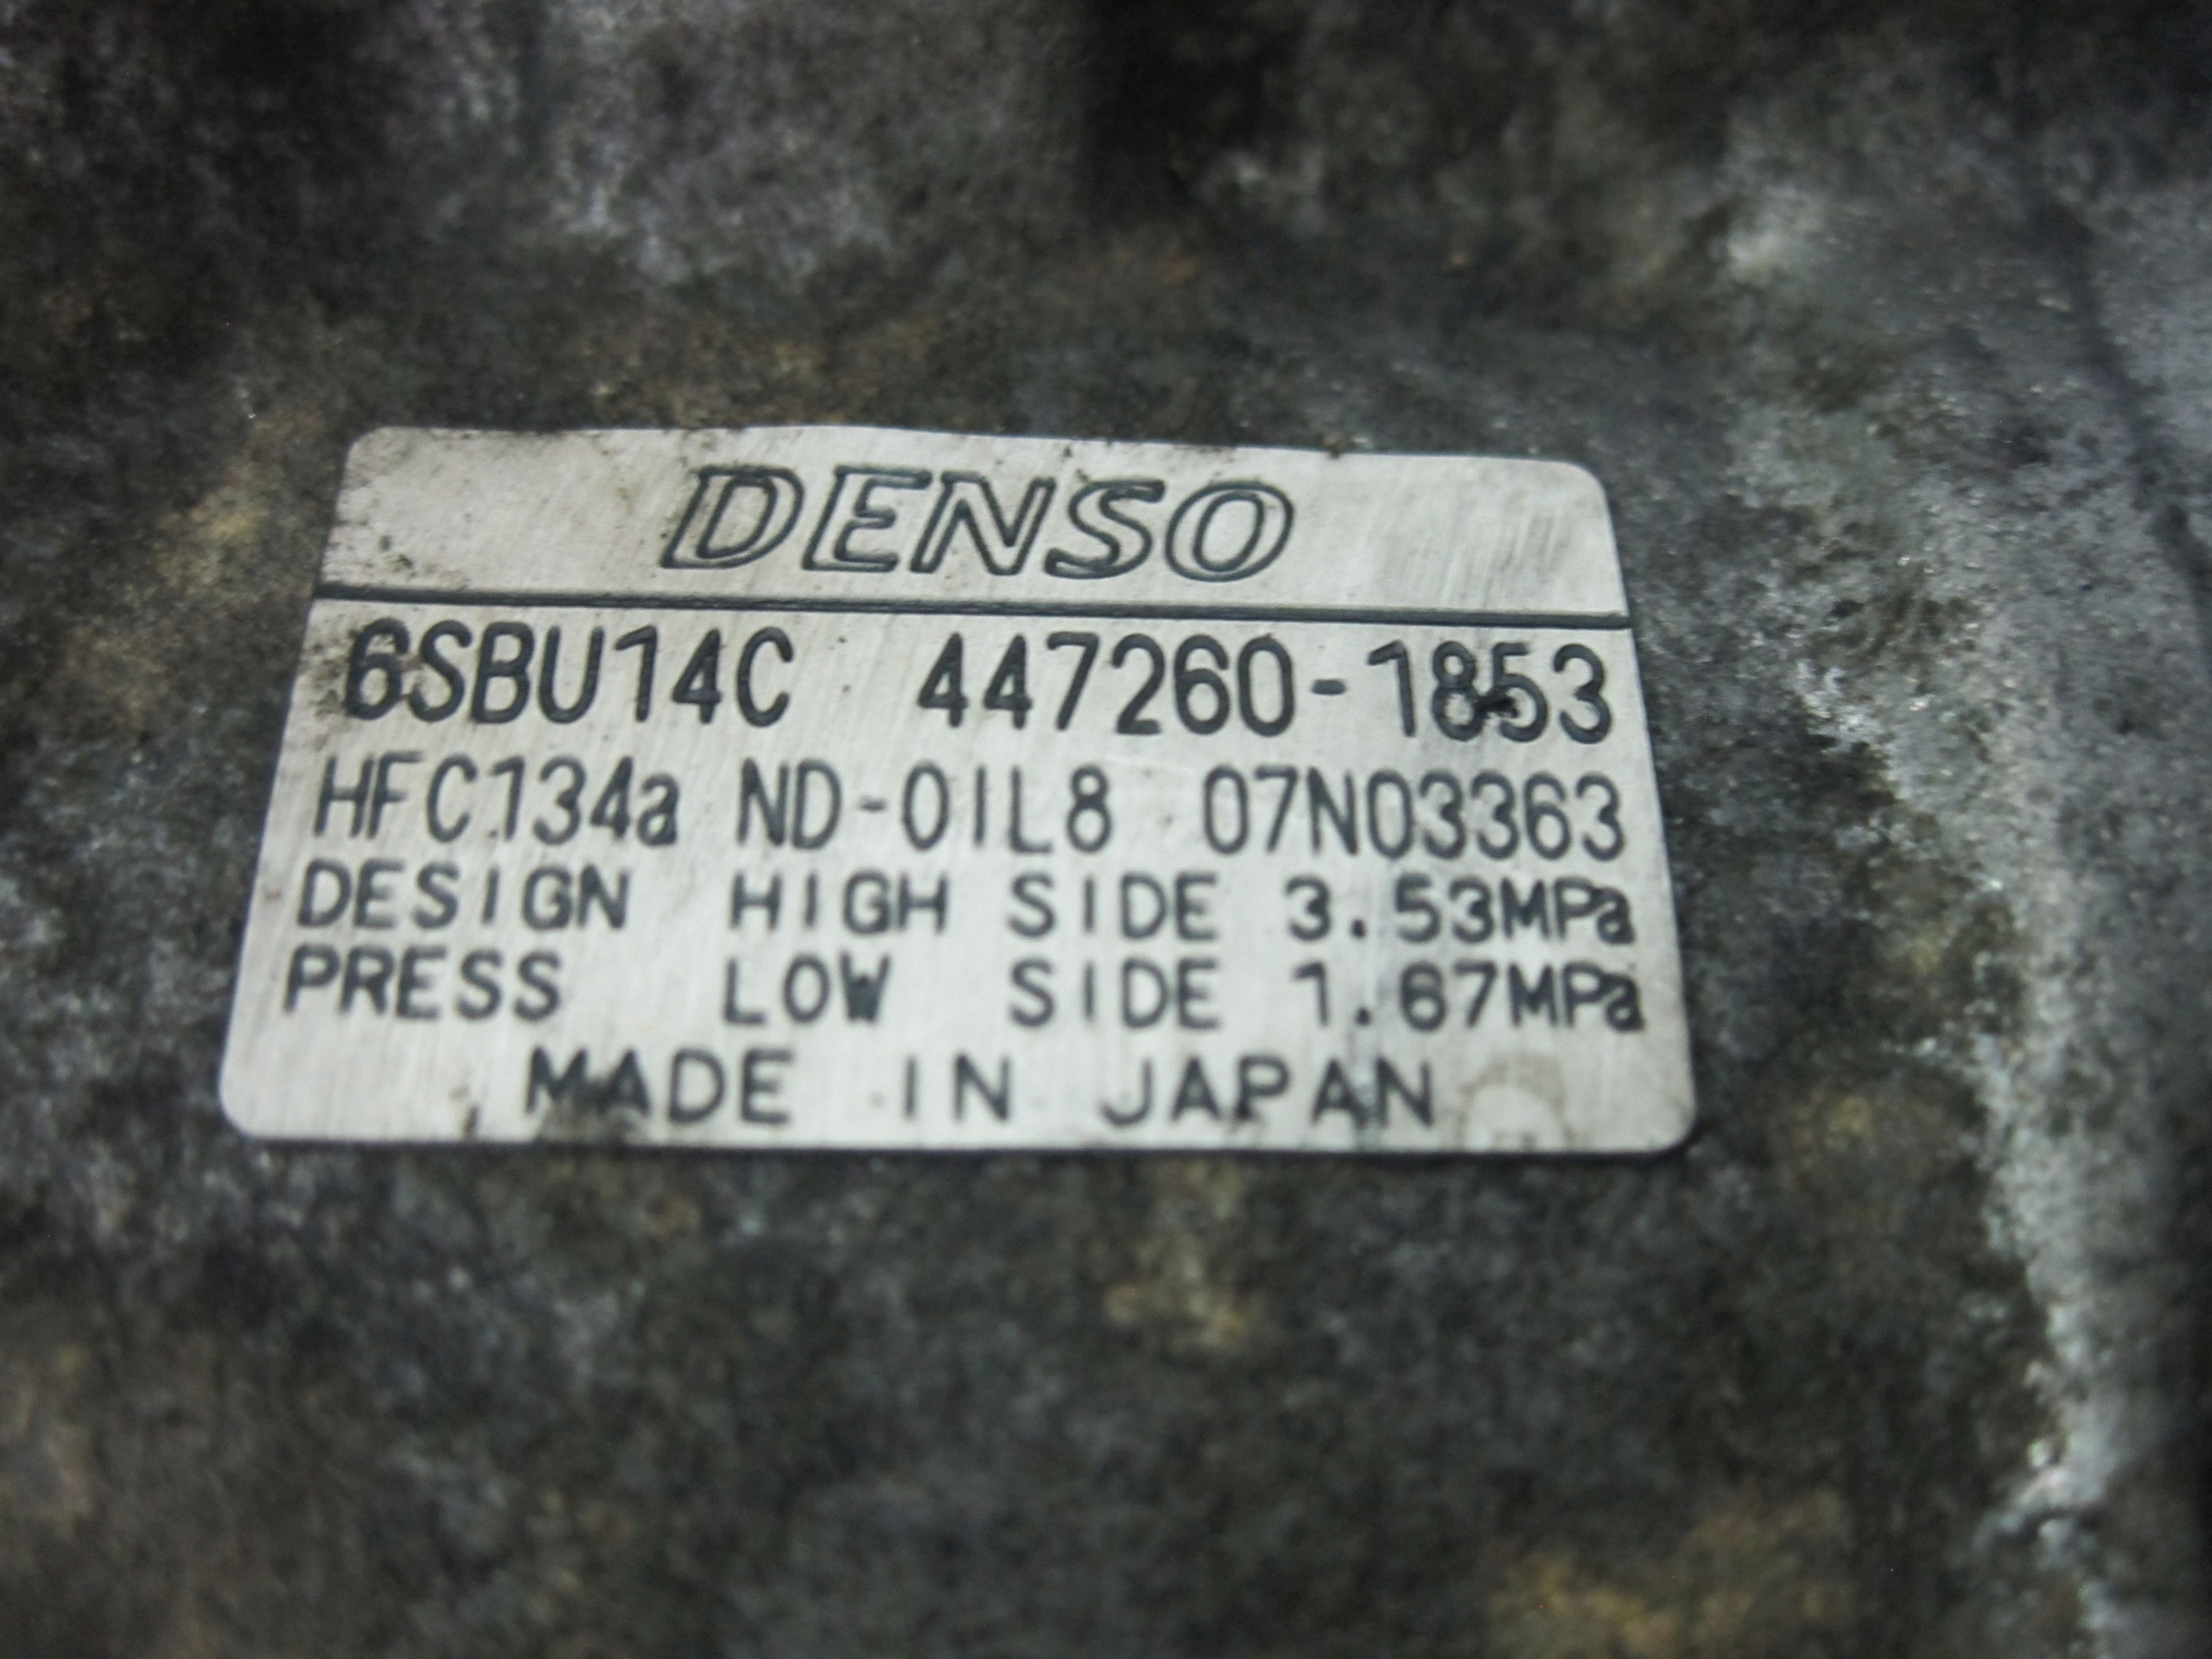 DENSO
6SBU14C 447260-1853
HFC134a ND-OIL8 07N03363
DESIGN HIGH SIDE 3.53MPa
PRESS LOW SIDE 1.67MPa
MADE IN JAPAN